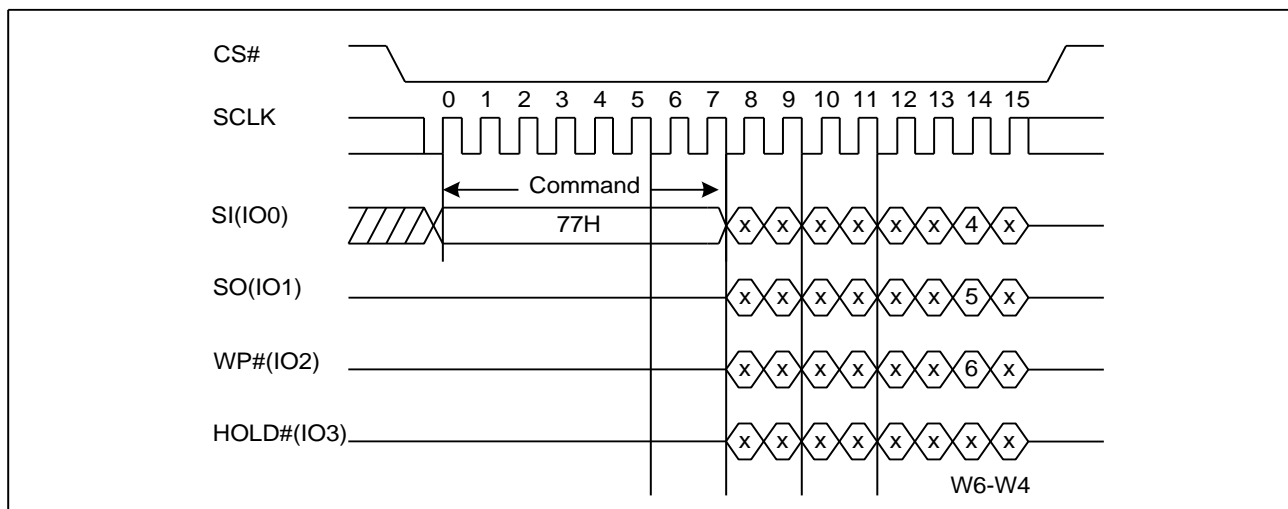 CS#
0 1 2 3 4 5 6 7 8 9 10 11 12 13 14 15
SCLK
Command
SI(IO0) 77H x x x x x x 4 x
SO(IO1) x x x x x x 5 x
WP#(IO2) x x x x x x 6 x
HOLD#(IO3) x x x x x x x x
W6-W4